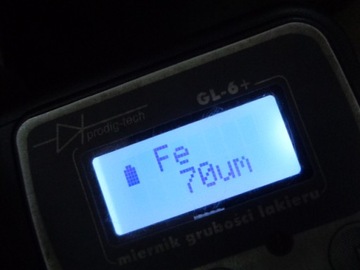 GL-6+
prodig-tech
Fe
70um
miernik grubości lakieru